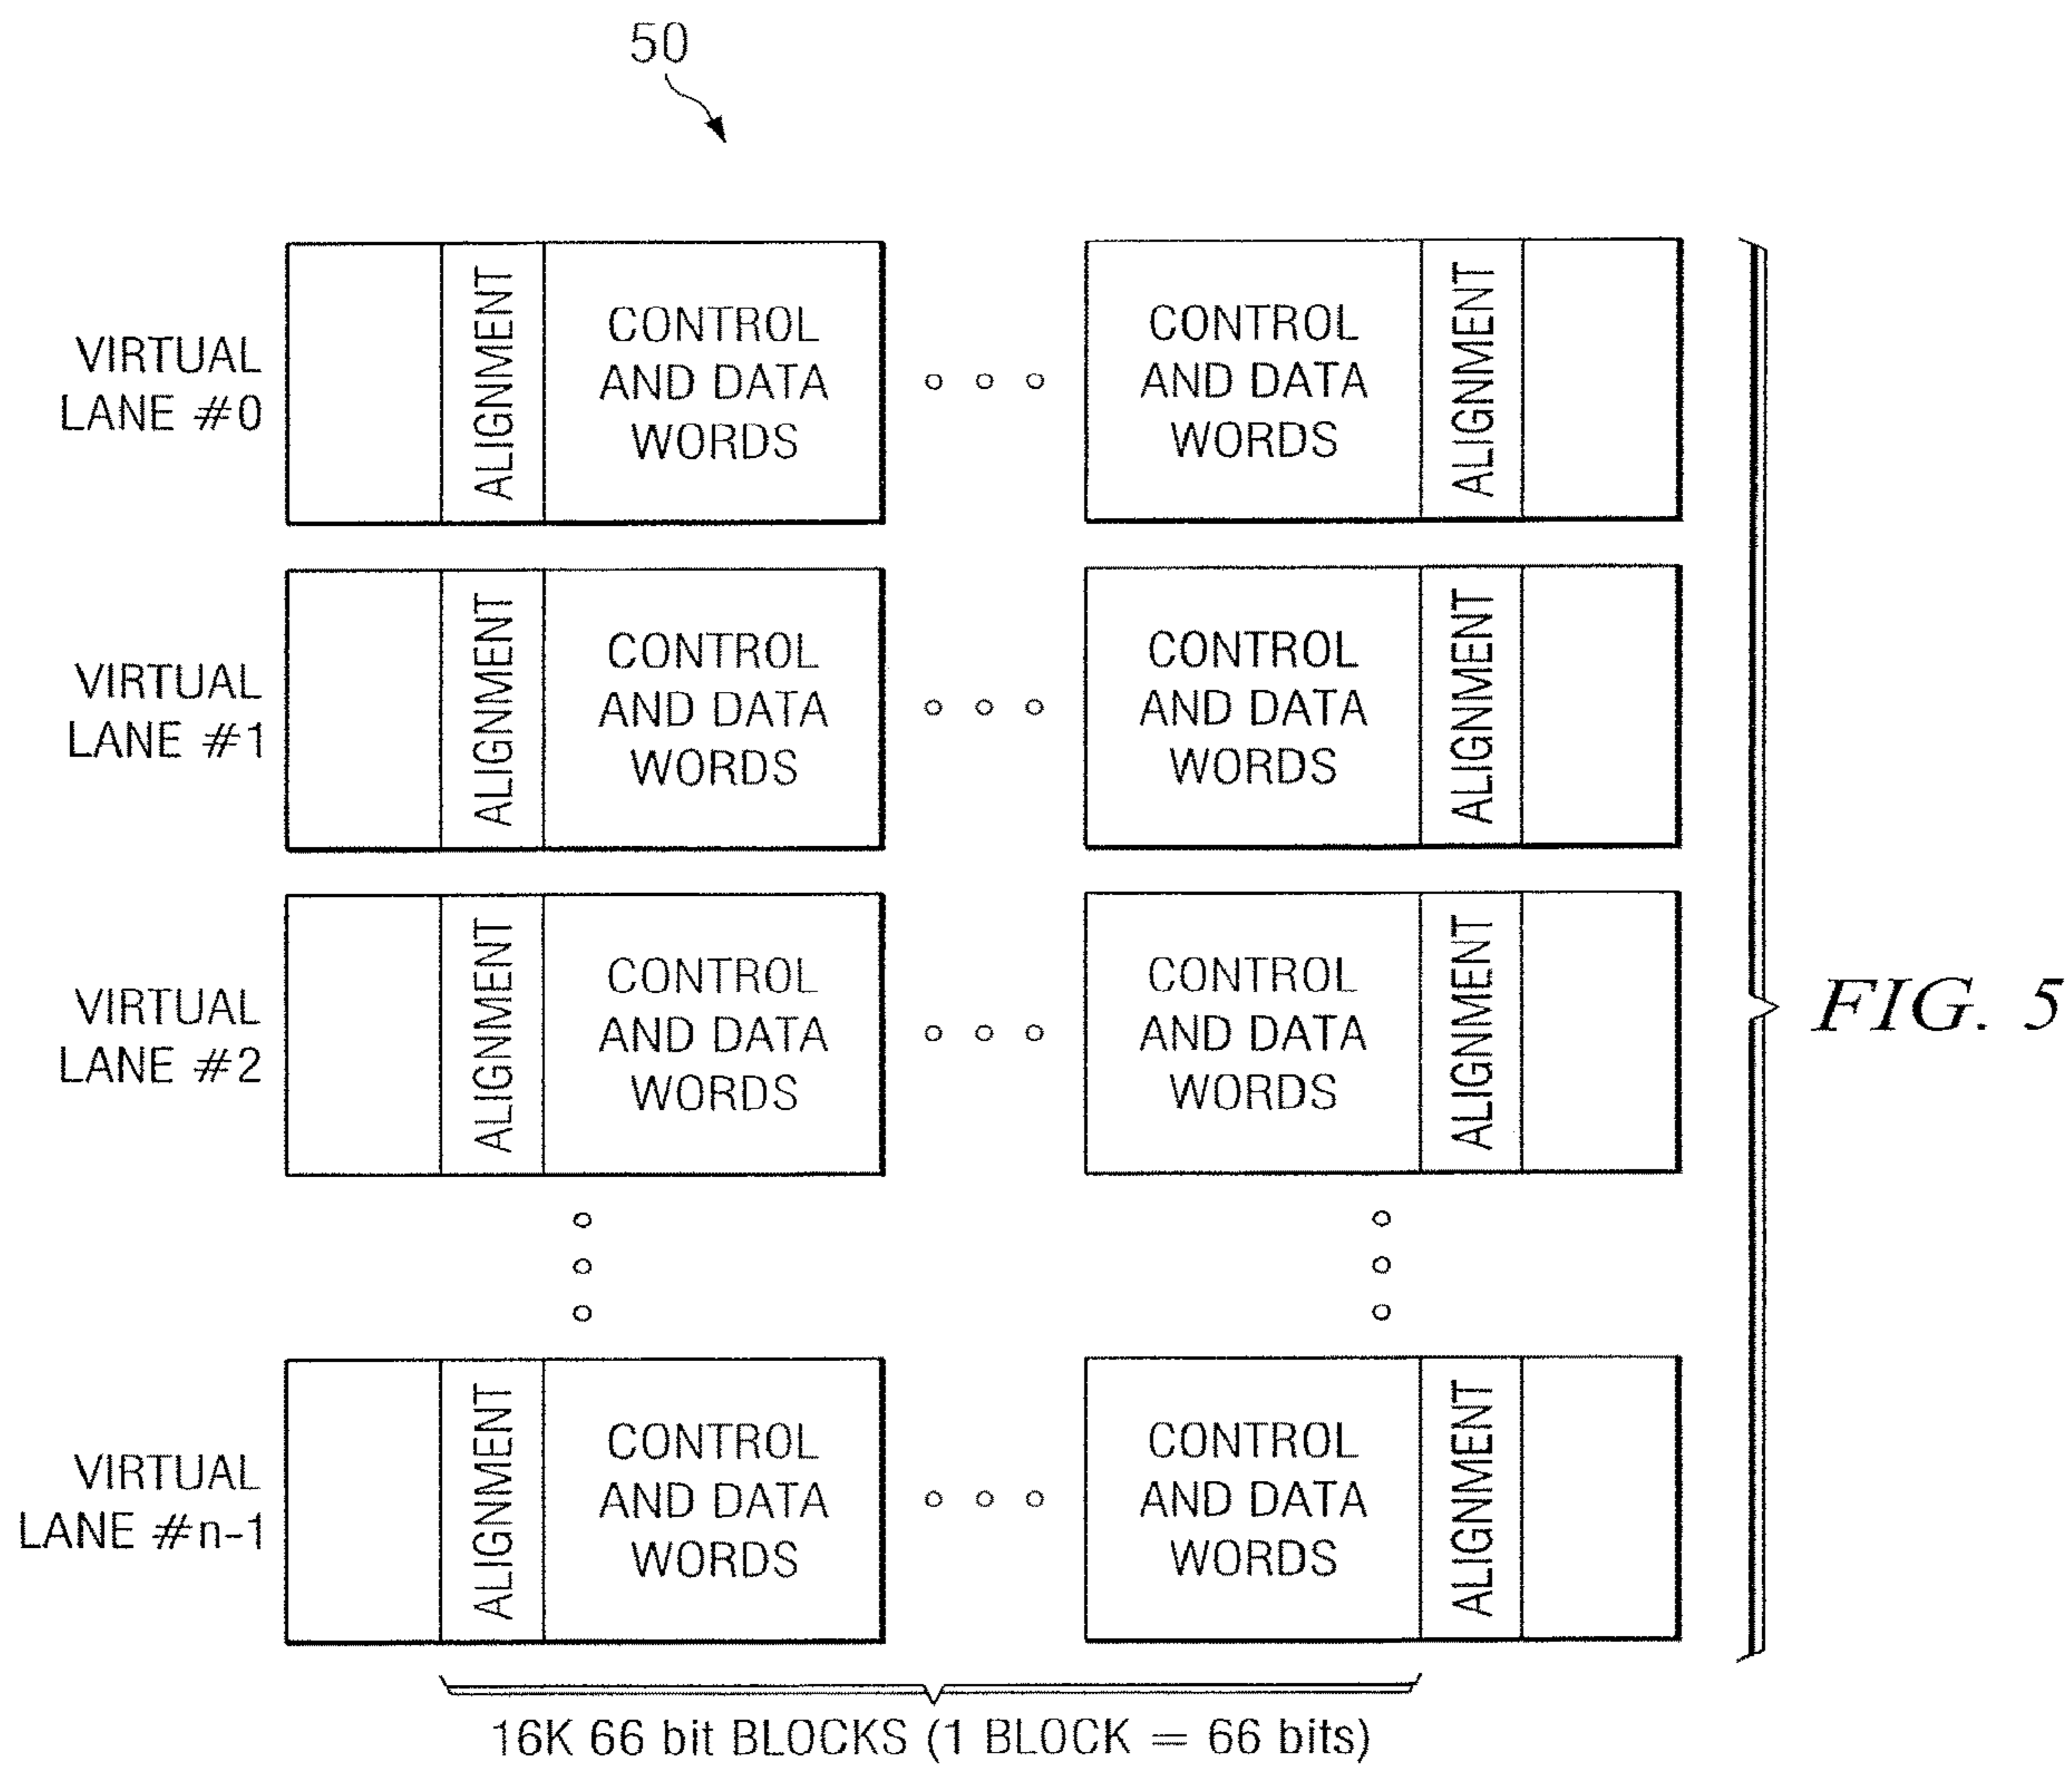 50
VIRTUAL
LANE #0
ALIGNMENT
CONTROL
AND DATA
WORDS
CONTROL
AND DATA
WORDS
ALIGNMENT
VIRTUAL
LANE #1
ALIGNMENT
CONTROL
AND DATA
WORDS
CONTROL
AND DATA
WORDS
ALIGNMENT
VIRTUAL
LANE #2
ALIGNMENT
CONTROL
AND DATA
WORDS
CONTROL
AND DATA
WORDS
ALIGNMENT
FIG. 5
VIRTUAL
LANE #n-1
ALIGNMENT
CONTROL
AND DATA
WORDS
CONTROL
AND DATA
WORDS
ALIGNMENT
16K 66 bit BLOCKS (1 BLOCK = 66 bits)